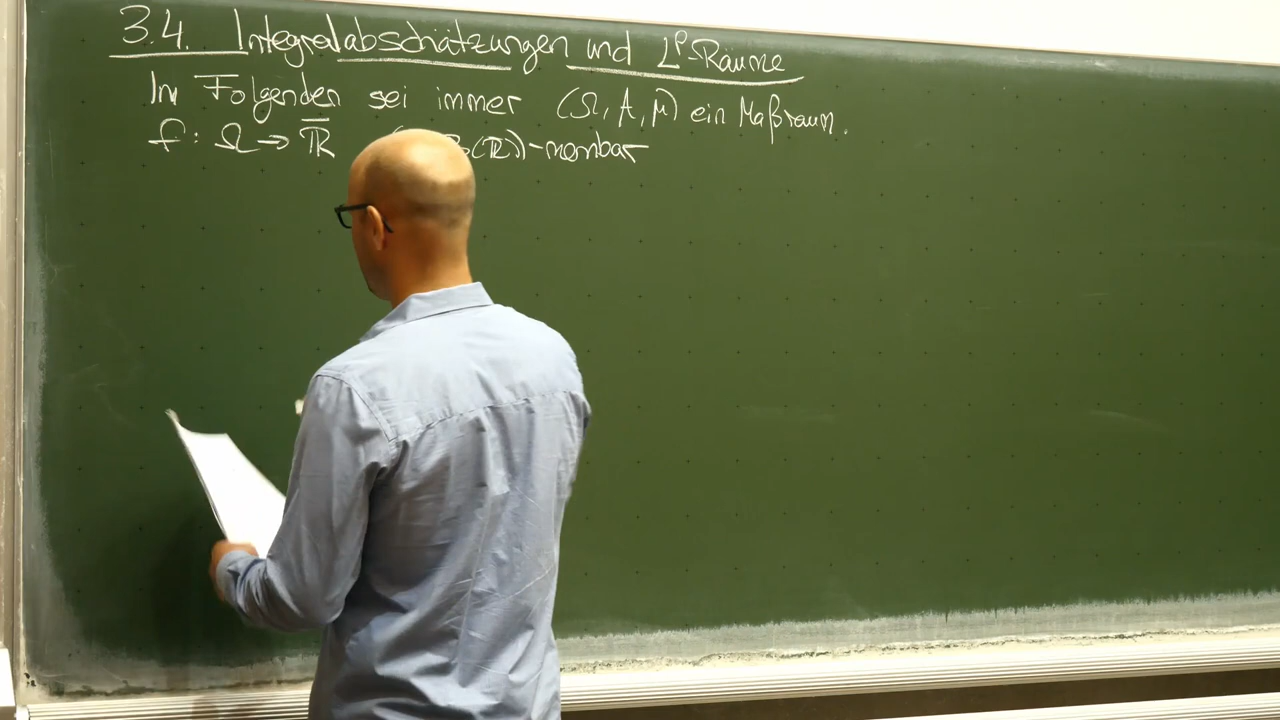 3.4. Integralabschätzungen und L^p-Räume
Im Folgenden sei immer (Ω, A, μ) ein Maßraum.
f: Ω → ℝ̅ B(ℝ̅))-messbar